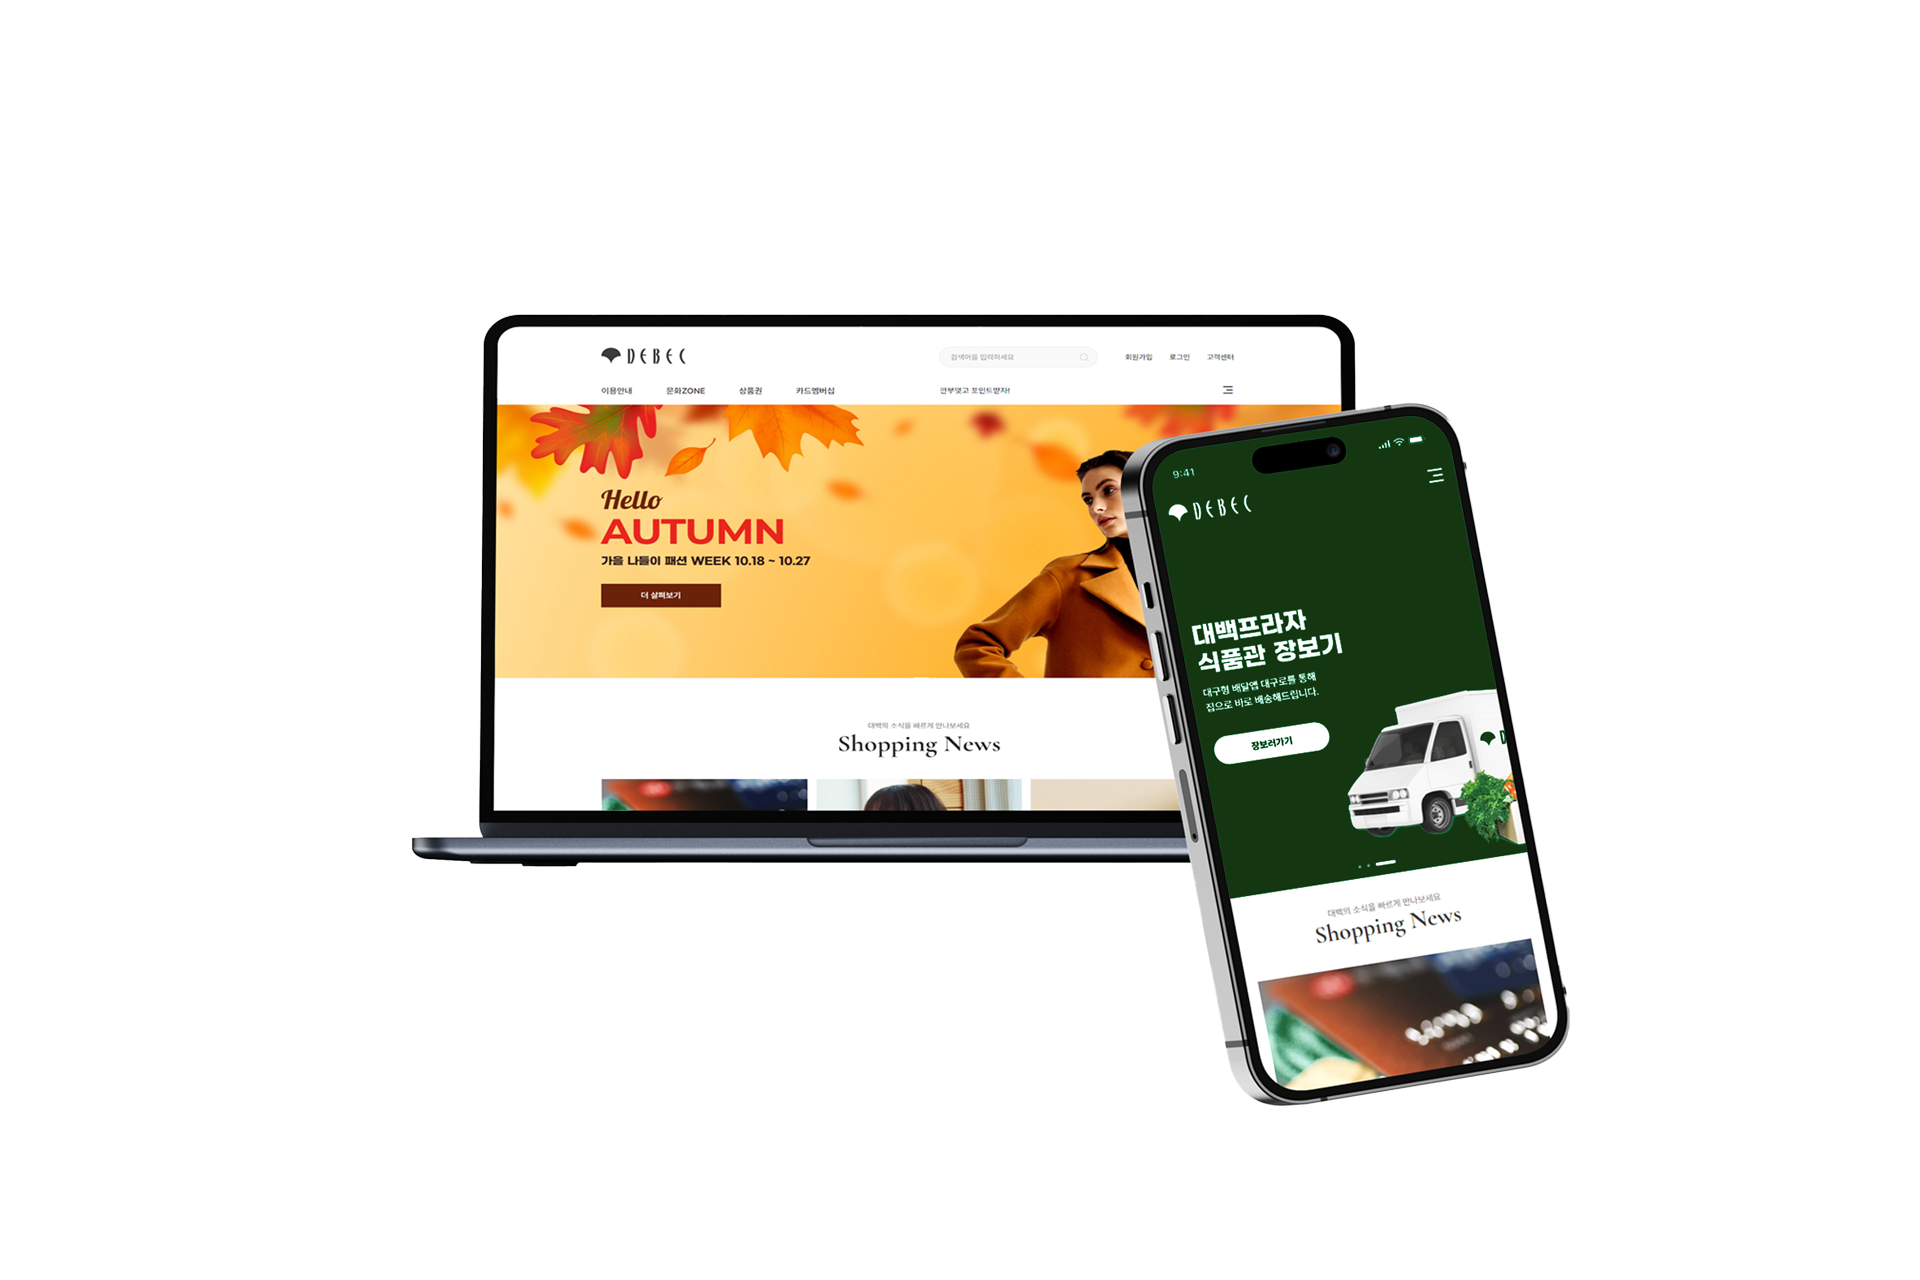 DEBEC
검색어를 입력하세요
회원가입 로그인 고객센터
이용안내 문화ZONE 상품권 카드멤버십 깐부맺고 포인트받자!
Hello
AUTUMN
가을 나들이 패션 WEEK 10.18 ~ 10.27
더 살펴보기
대백의 소식을 빠르게 만나보세요
Shopping News
9:41
DEBEC
대백프라자
식품관 장보기
대구형 배달앱 대구로를 통해
집으로 바로 배송해드립니다.
장보러가기
대백의 소식을 빠르게 만나보세요
Shopping News